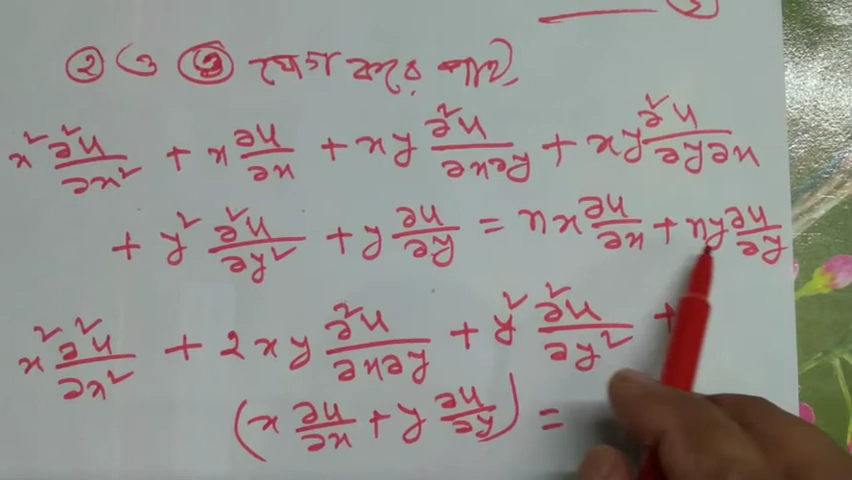 ② ও ③ যোগ করে পাই,
x² ∂²u/∂x² + x ∂u/∂x + xy ∂²u/∂x∂y + xy ∂²u/∂y∂x
+ y² ∂²u/∂y² + y ∂u/∂y = nx ∂u/∂x + ny ∂u/∂y
x² ∂²u/∂x² + 2xy ∂²u/∂x∂y + y² ∂²u/∂y² +
(x ∂u/∂x + y ∂u/∂y) =